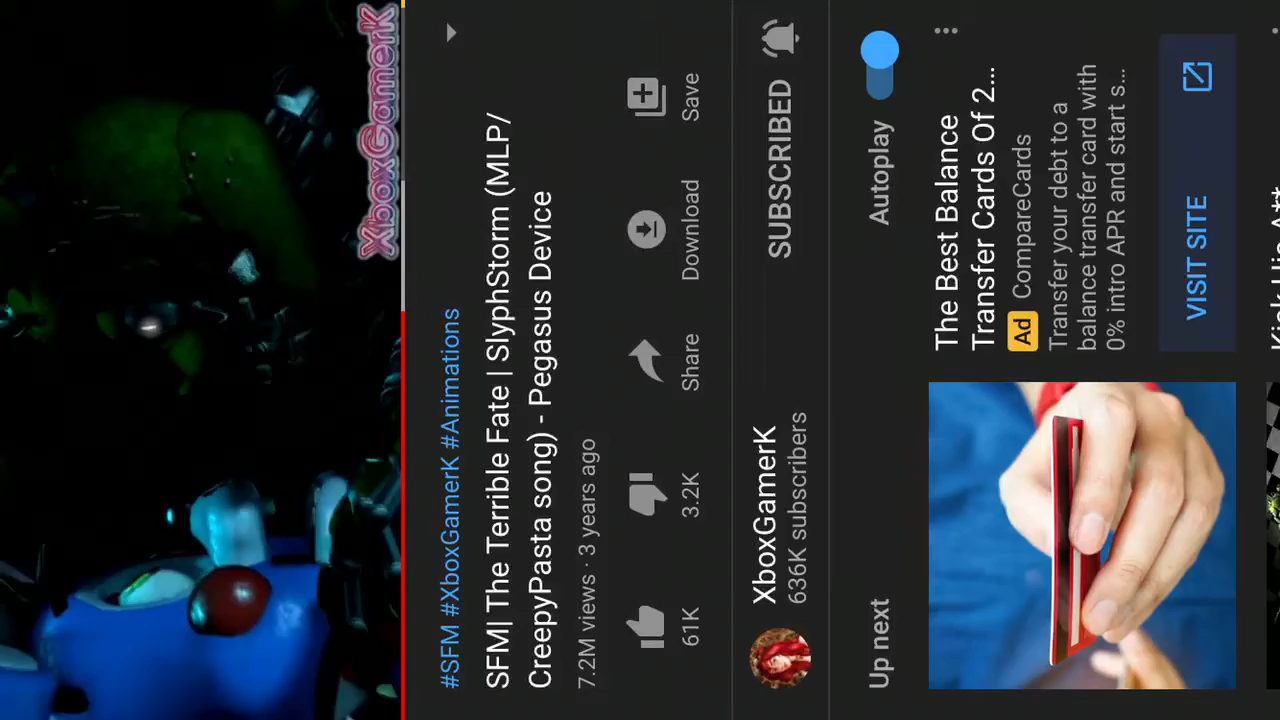 XboxGamerK
#SFM #XboxGamerK #Animations
SFM| The Terrible Fate | SlyphStorm (MLP/
CreepyPasta song) - Pegasus Device
7.2M views · 3 years ago
61K
3.2K
Share
Download
Save
XboxGamerK
636K subscribers
SUBSCRIBED
Up next
Autoplay
The Best Balance
Transfer Cards Of 2...
Ad CompareCards
Transfer your debt to a
balance transfer card with
0% intro APR and start s...
VISIT SITE